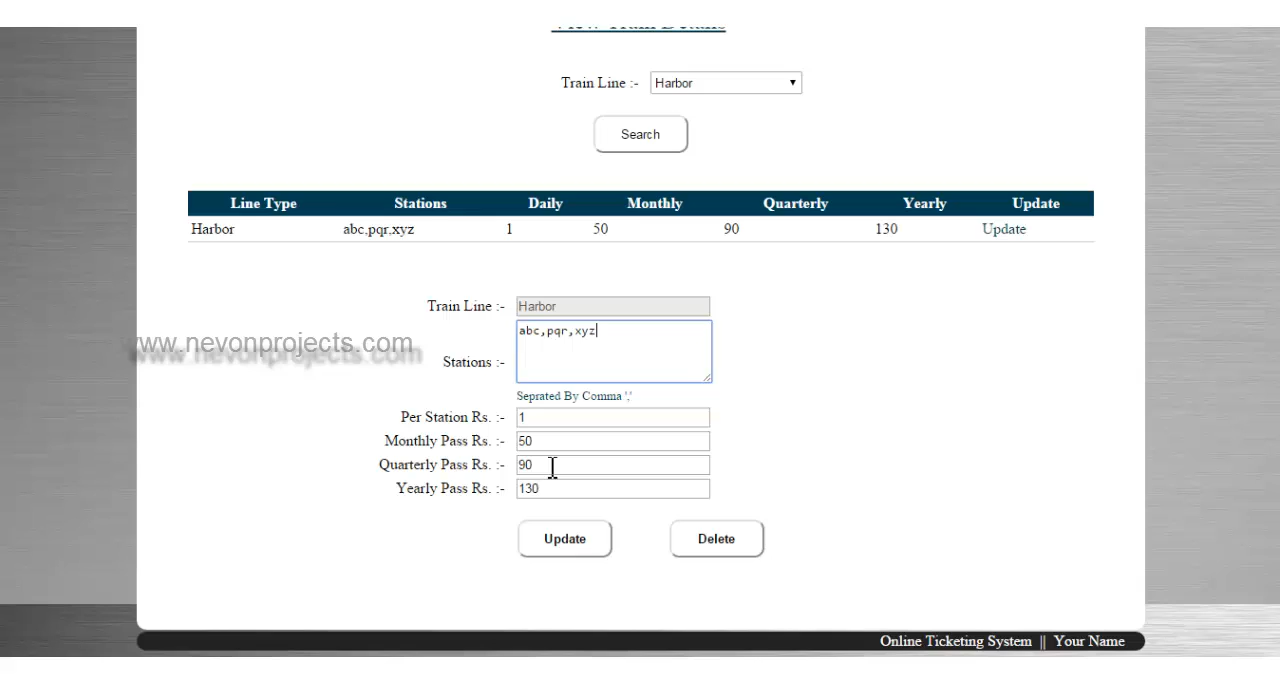 View Train Details
Train Line :- Harbor
Search
Line Type Stations Daily Monthly Quarterly Yearly Update
Harbor abc,pqr,xyz 1 50 90 130 Update
Train Line :- Harbor
www.nevonprojects.com
Stations :- abc,pqr,xyz
Seprated By Comma ','
Per Station Rs. :- 1
Monthly Pass Rs. :- 50
Quarterly Pass Rs. :- 90
Yearly Pass Rs. :- 130
Update Delete
Online Ticketing System || Your Name